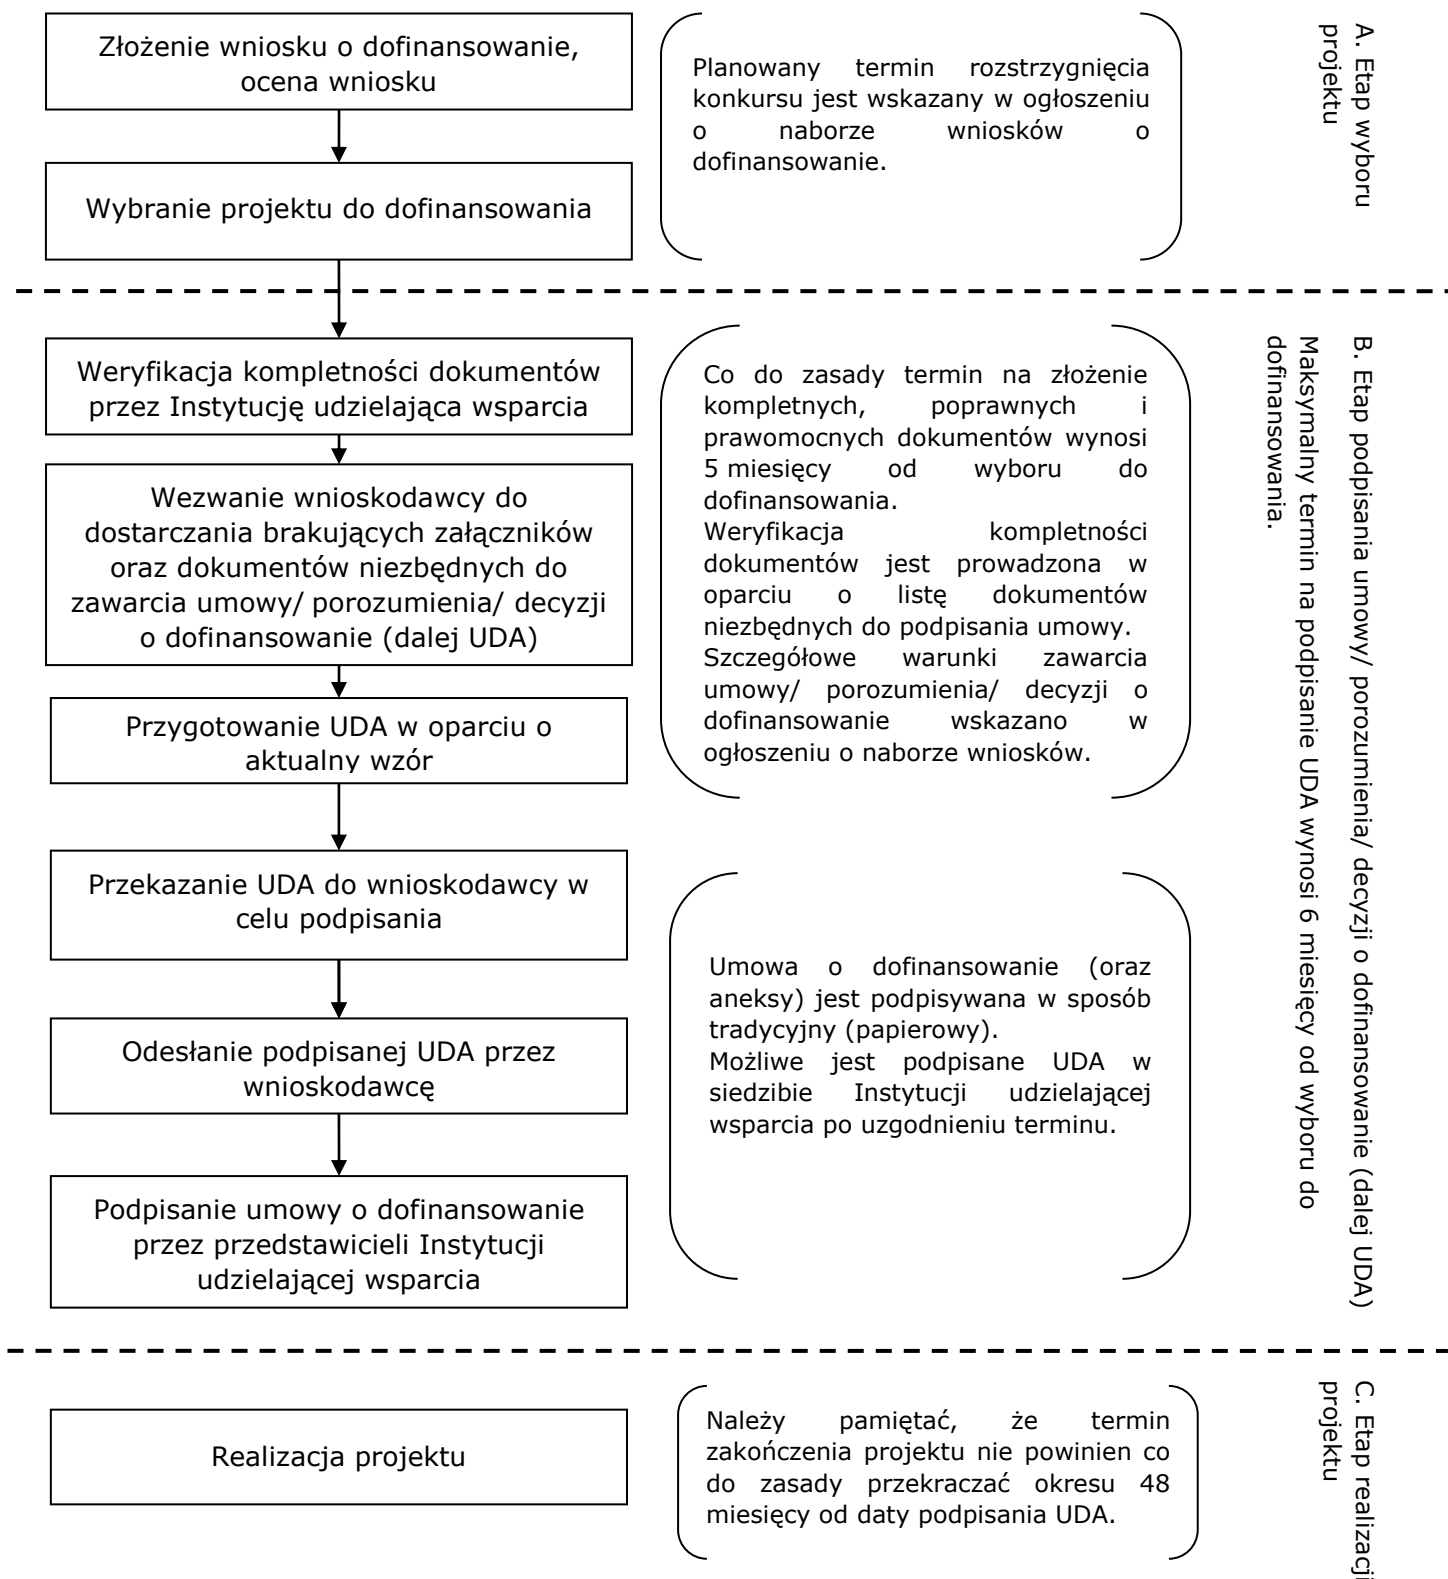 Złożenie wniosku o dofinansowanie,
ocena wniosku
Planowany termin rozstrzygnięcia
konkursu jest wskazany w ogłoszeniu
o naborze wniosków o
dofinansowanie.
Wybranie projektu do dofinansowania
A. Etap wyboru
projektu
Weryfikacja kompletności dokumentów
przez Instytucję udzielająca wsparcia
Wezwanie wnioskodawcy do
dostarczania brakujących załączników
oraz dokumentów niezbędnych do
zawarcia umowy/ porozumienia/ decyzji
o dofinansowanie (dalej UDA)
Przygotowanie UDA w oparciu o
aktualny wzór
Co do zasady termin na złożenie
kompletnych, poprawnych i
prawomocnych dokumentów wynosi
5 miesięcy od wyboru do
dofinansowania.
Weryfikacja kompletności
dokumentów jest prowadzona w
oparciu o listę dokumentów
niezbędnych do podpisania umowy.
Szczegółowe warunki zawarcia
umowy/ porozumienia/ decyzji o
dofinansowanie wskazano w
ogłoszeniu o naborze wniosków.
Przekazanie UDA do wnioskodawcy w
celu podpisania
Odesłanie podpisanej UDA przez
wnioskodawcę
Podpisanie umowy o dofinansowanie
przez przedstawicieli Instytucji
udzielającej wsparcia
Umowa o dofinansowanie (oraz
aneksy) jest podpisywana w sposób
tradycyjny (papierowy).
Możliwe jest podpisane UDA w
siedzibie Instytucji udzielającej
wsparcia po uzgodnieniu terminu.
B. Etap podpisania umowy/ porozumienia/ decyzji o dofinansowanie (dalej UDA)
Maksymalny termin na podpisanie UDA wynosi 6 miesięcy od wyboru do
dofinansowania.
Realizacja projektu
Należy pamiętać, że termin
zakończenia projektu nie powinien co
do zasady przekraczać okresu 48
miesięcy od daty podpisania UDA.
C. Etap realizacji
projektu